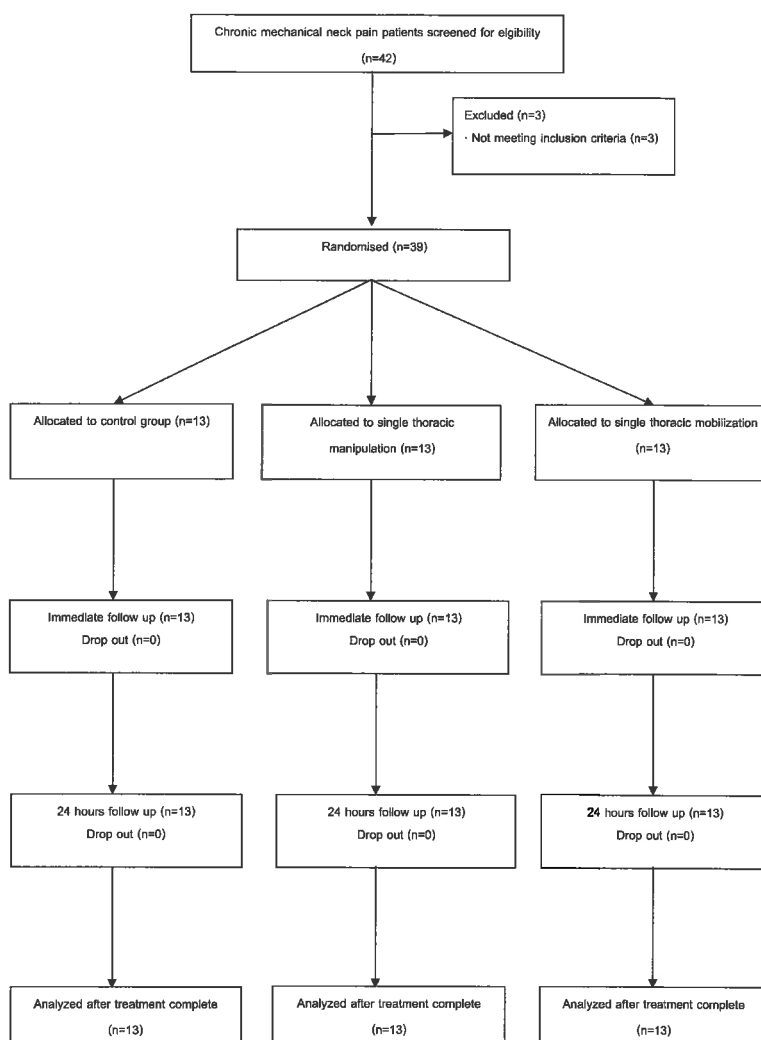 Chronic mechanical neck pain patients screened for elgibility
(n=42)
Excluded (n=3)
· Not meeting inclusion criteria (n=3)
Randomised (n=39)
Allocated to control group (n=13)
Allocated to single thoracic
manipulation (n=13)
Allocated to single thoracic mobilization
(n=13)
Immediate follow up (n=13)
Drop out (n=0)
Immediate follow up (n=13)
Drop out (n=0)
Immediate follow up (n=13)
Drop out (n=0)
24 hours follow up (n=13)
Drop out (n=0)
24 hours follow up (n=13)
Drop out (n=0)
24 hours follow up (n=13)
Drop out (n=0)
Analyzed after treatment complete
(n=13)
Analyzed after treatment complete
(n=13)
Analyzed after treatment complete
(n=13)